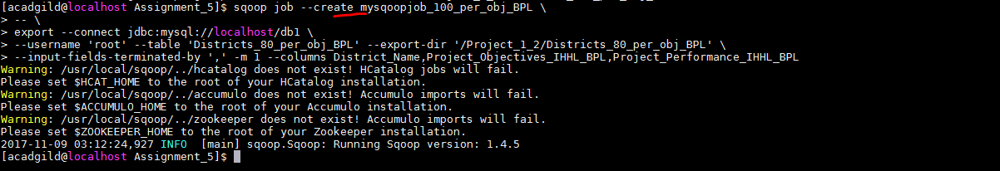 [acadgild@localhost Assignment_5]$ sqoop job --create mysqoopjob_100_per_obj_BPL \
> -- \
> export --connect jdbc:mysql://localhost/db1 \
> --username 'root' --table 'Districts_80_per_obj_BPL' --export-dir '/Project_1_2/Districts_80_per_obj_BPL' \
> --input-fields-terminated-by ',' -m 1 --columns District_Name,Project_Objectives_IHHL_BPL,Project_Performance_IHHL_BPL
Warning: /usr/local/sqoop/../hcatalog does not exist! HCatalog jobs will fail.
Please set $HCAT_HOME to the root of your HCatalog installation.
Warning: /usr/local/sqoop/../accumulo does not exist! Accumulo imports will fail.
Please set $ACCUMULO_HOME to the root of your Accumulo installation.
Warning: /usr/local/sqoop/../zookeeper does not exist! Accumulo imports will fail.
Please set $ZOOKEEPER_HOME to the root of your Zookeeper installation.
2017-11-09 03:12:24,927 INFO  [main] sqoop.Sqoop: Running Sqoop version: 1.4.5
[acadgild@localhost Assignment_5]$